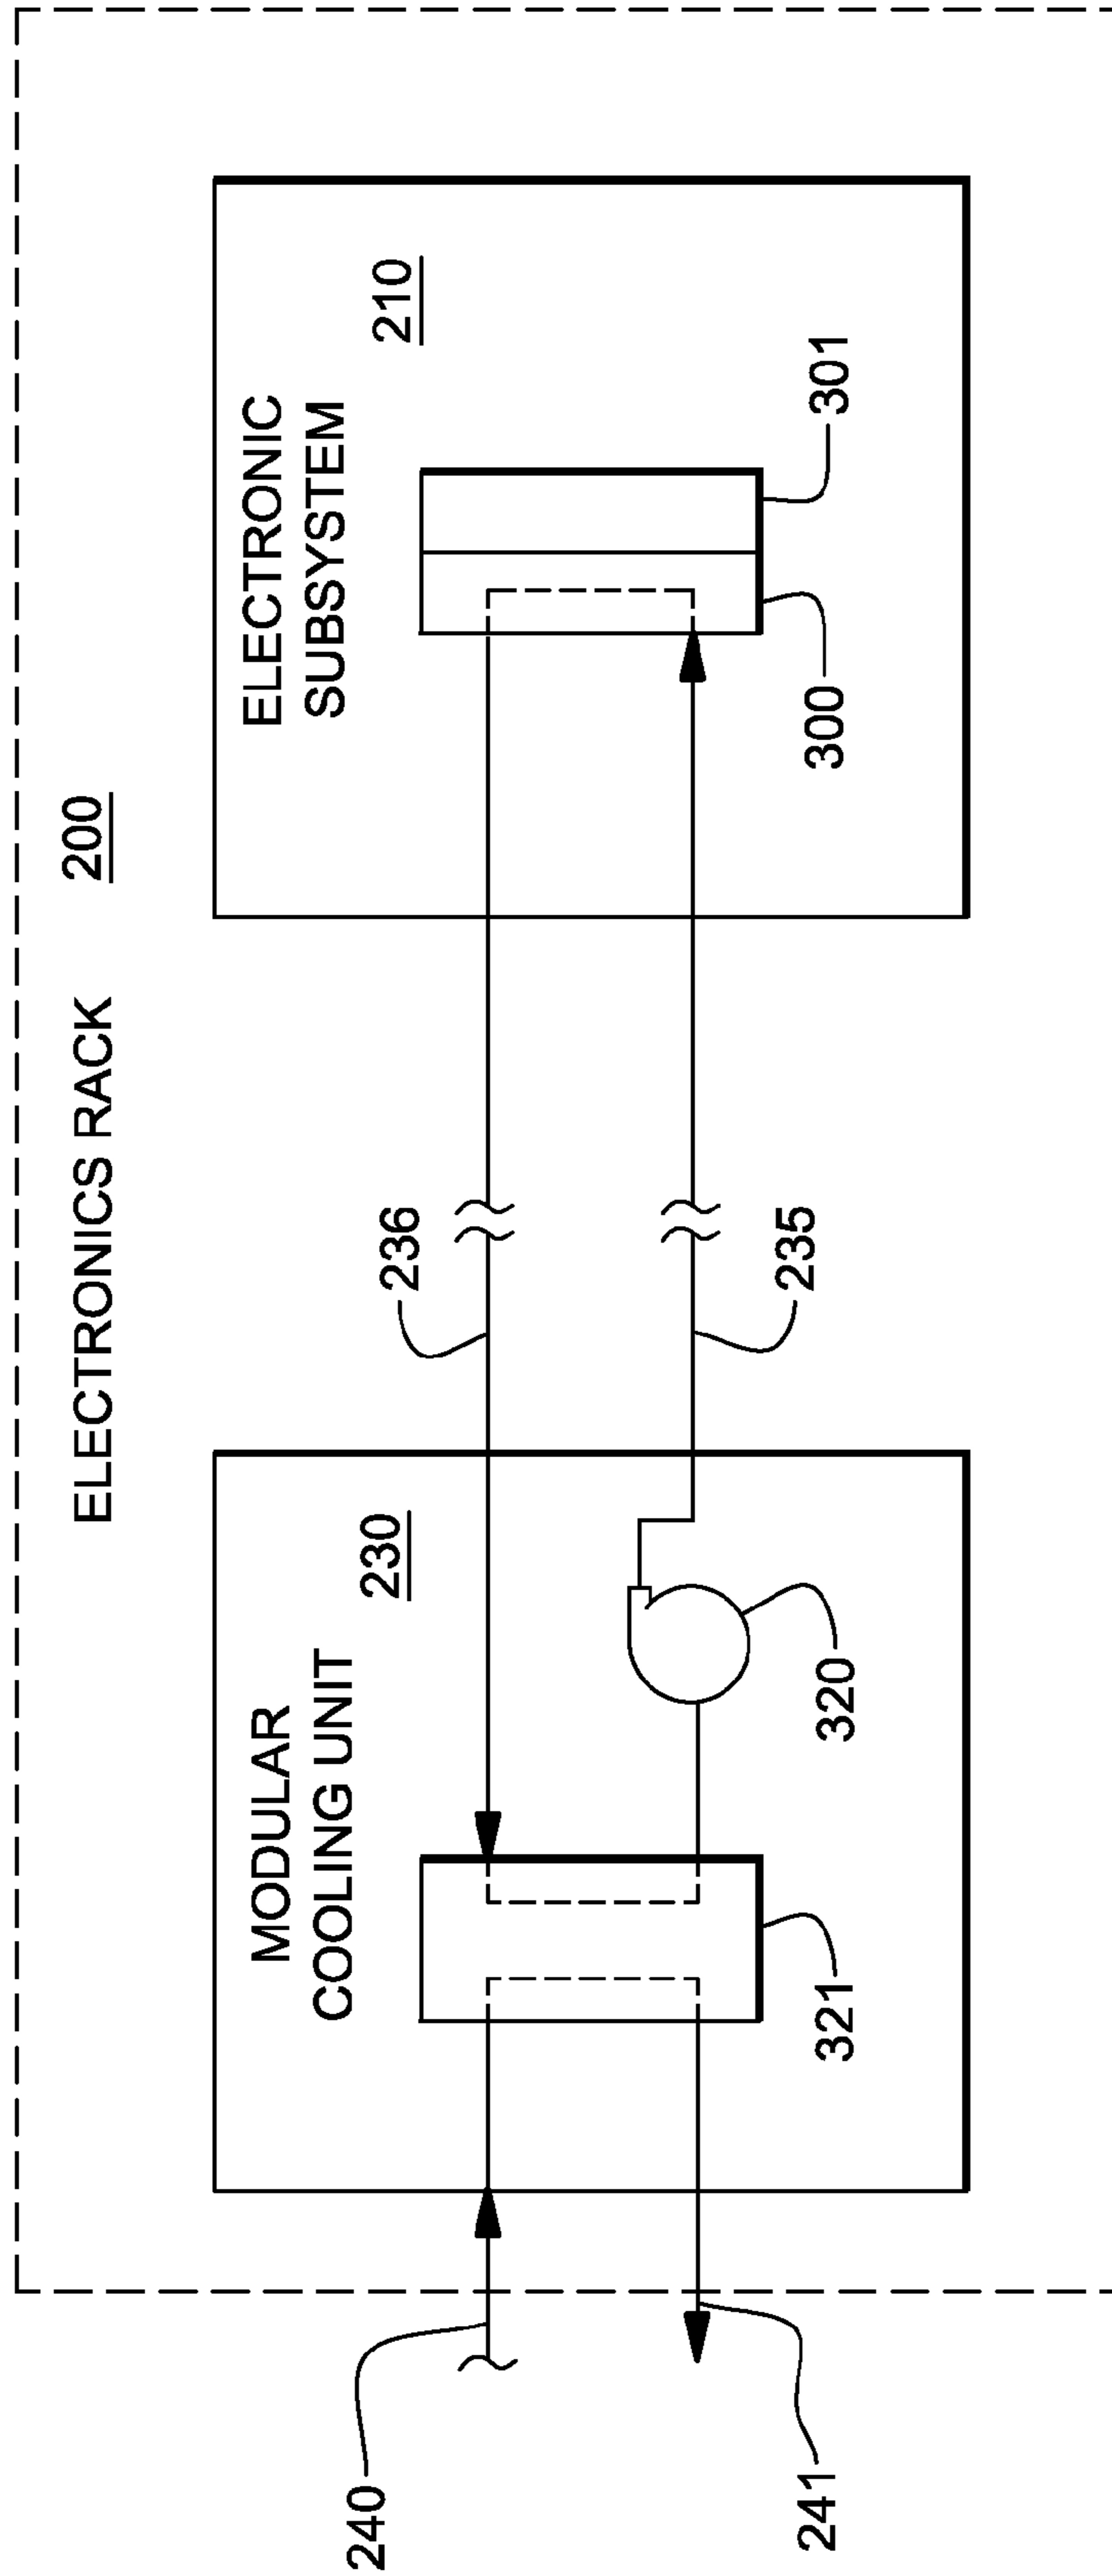 ELECTRONICS RACK 200
MODULAR
COOLING UNIT
230
ELECTRONIC
SUBSYSTEM
210
240
236
241
321
320
235
300
301